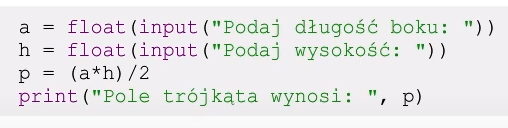 a = float(input("Podaj długość boku: "))
h = float(input("Podaj wysokość: "))
p = (a*h)/2
print("Pole trójkąta wynosi: ", p)